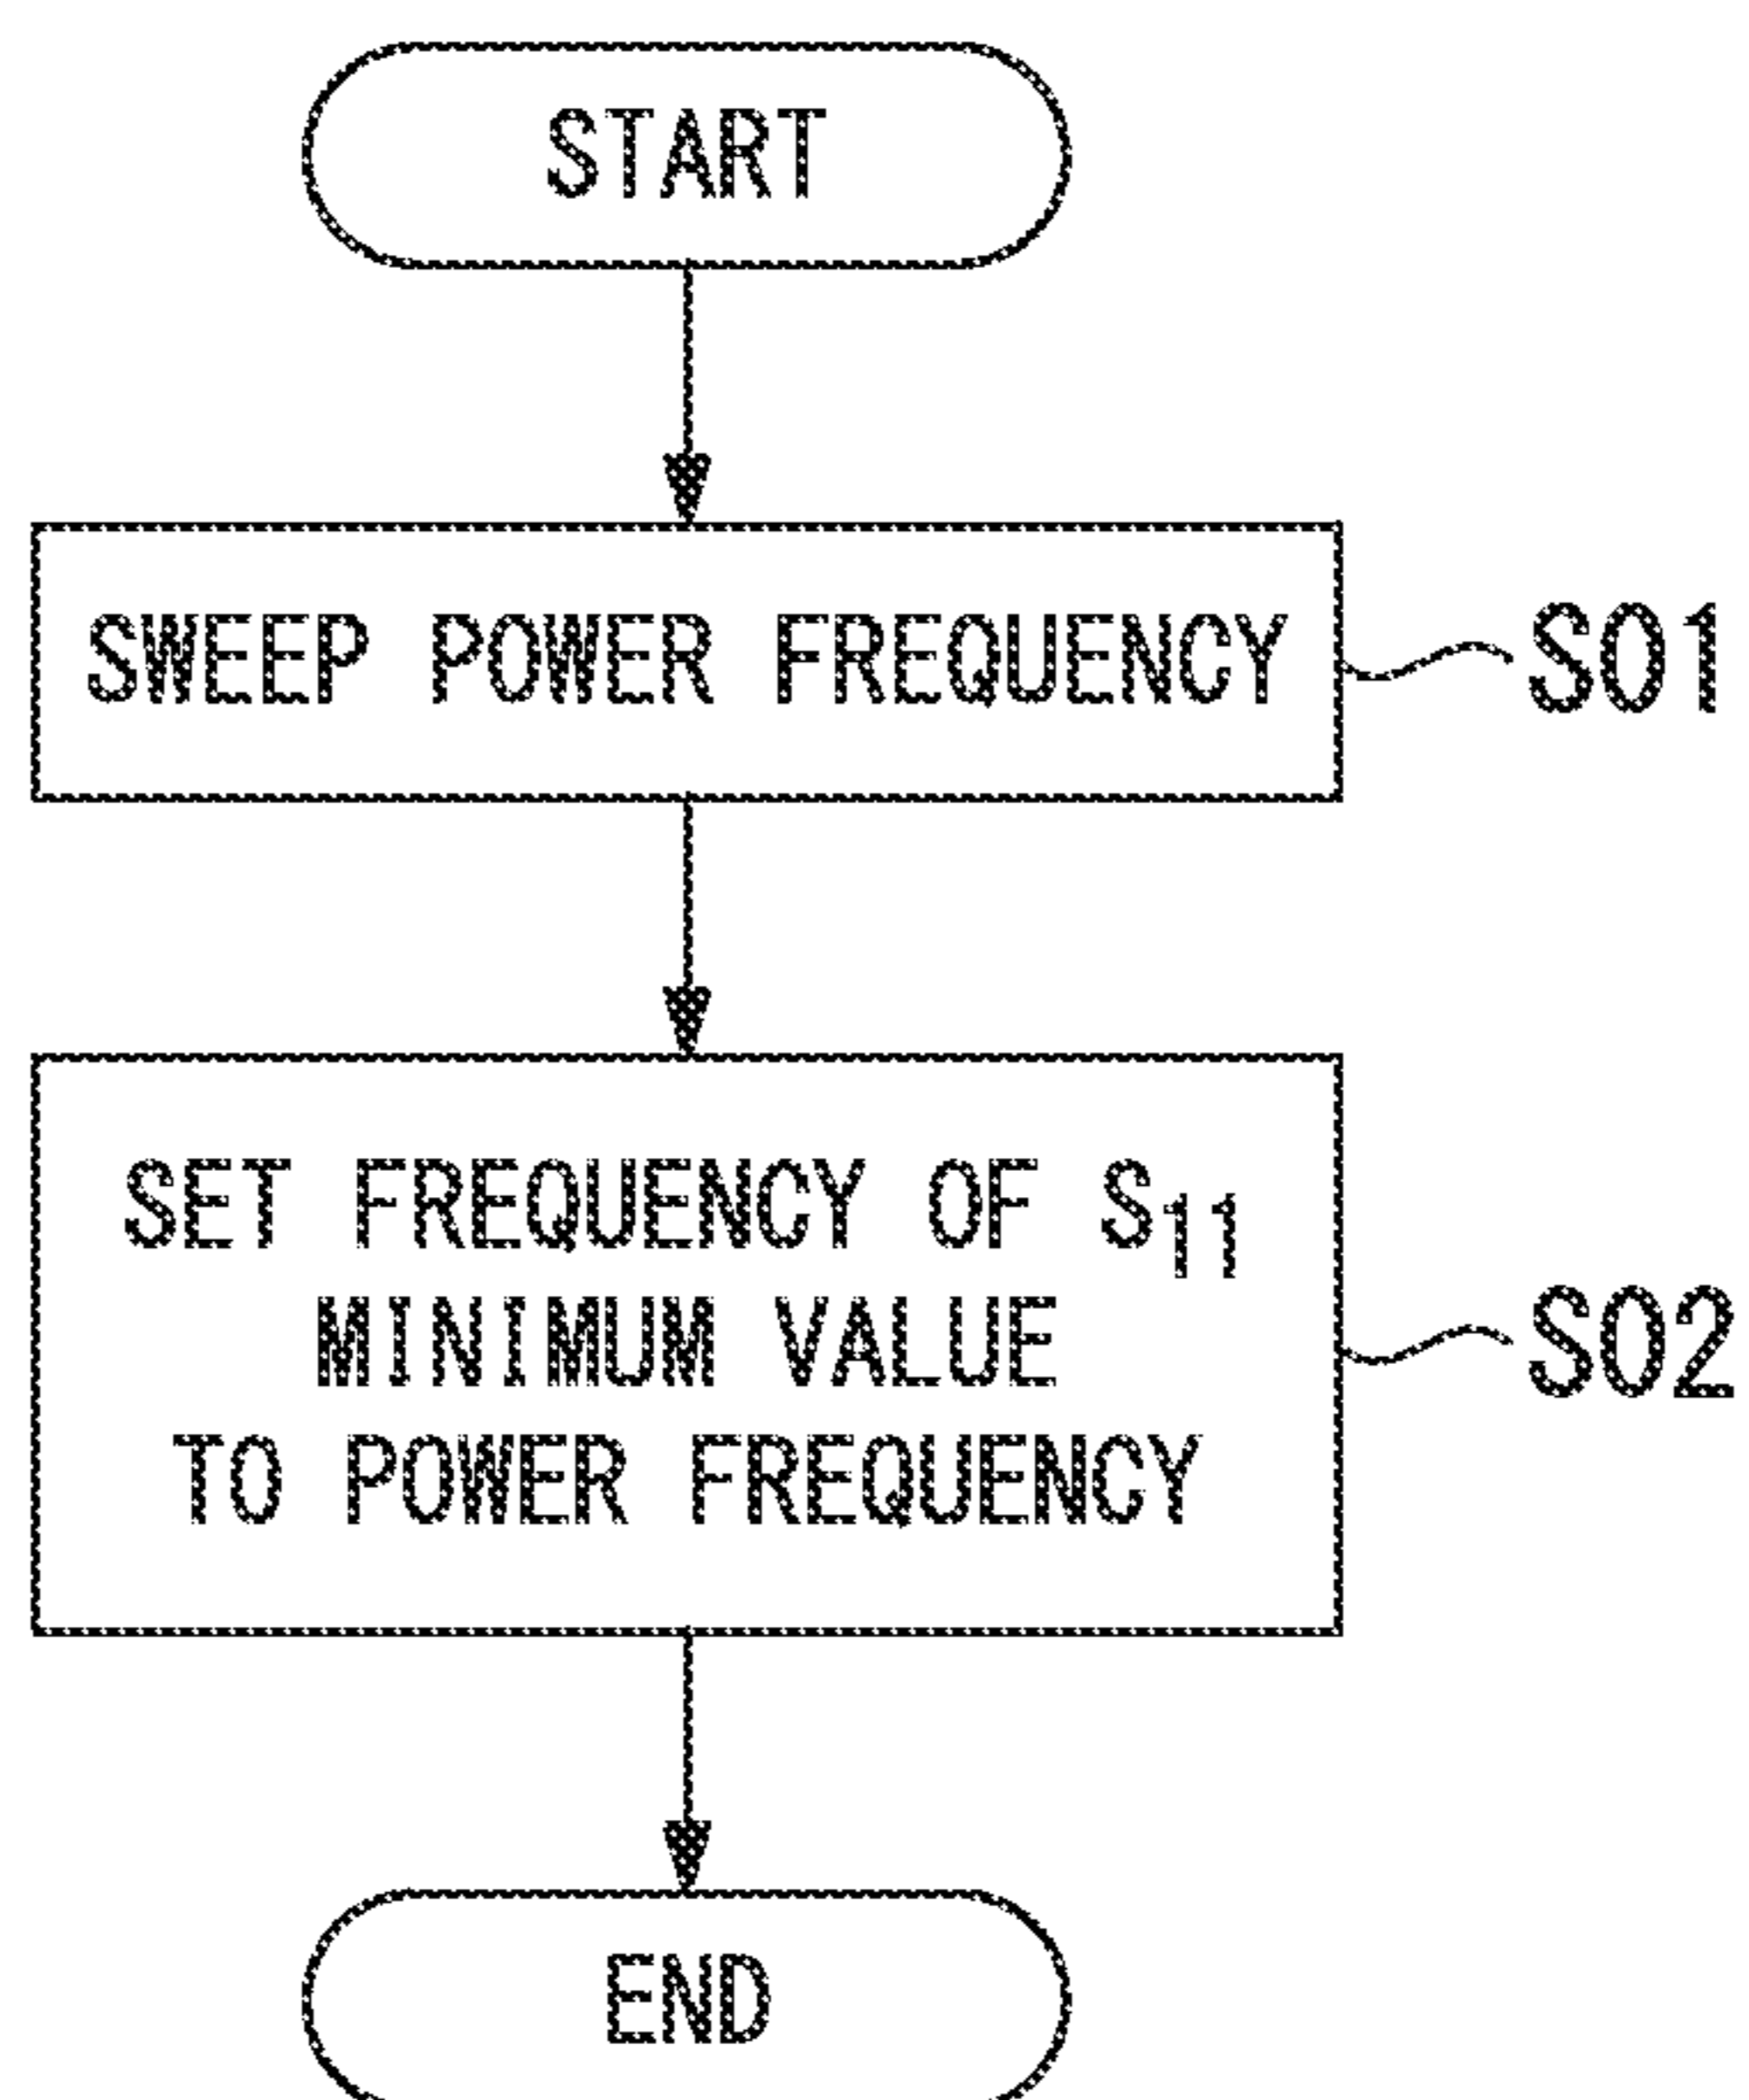 START
SWEEP POWER FREQUENCY
S01
SET FREQUENCY OF S₁₁
MINIMUM VALUE
TO POWER FREQUENCY
S02
END